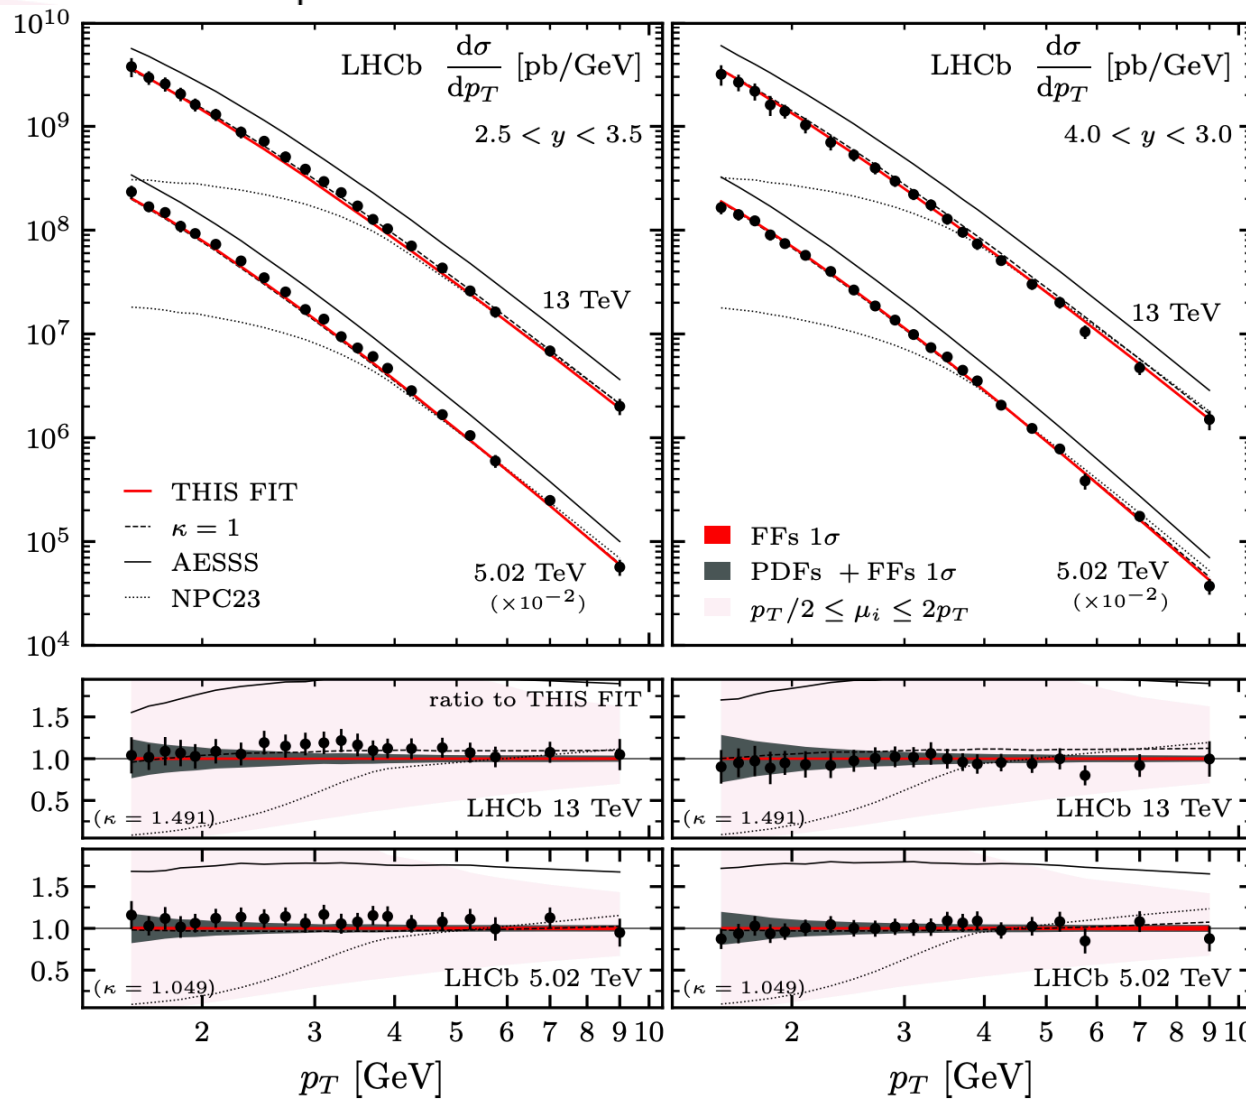 10^10
10^9
10^8
10^7
10^6
10^5
10^4
LHCb dσ/dp_T [pb/GeV]
2.5 < y < 3.5
13 TeV
THIS FIT
κ = 1
AESSS
NPC23
5.02 TeV
(×10^−2)
LHCb dσ/dp_T [pb/GeV]
4.0 < y < 3.0
13 TeV
FFs 1σ
PDFs + FFs 1σ
p_T/2 ≤ μ_i ≤ 2p_T
5.02 TeV
(×10^−2)
1.5
1.0
0.5
ratio to THIS FIT
(κ = 1.491)
LHCb 13 TeV
(κ = 1.491)
LHCb 13 TeV
1.5
1.0
0.5
(κ = 1.049)
LHCb 5.02 TeV
(κ = 1.049)
LHCb 5.02 TeV
2 3 4 5 6 7 8 9 10
2 3 4 5 6 7 8 9 10
p_T [GeV]
p_T [GeV]